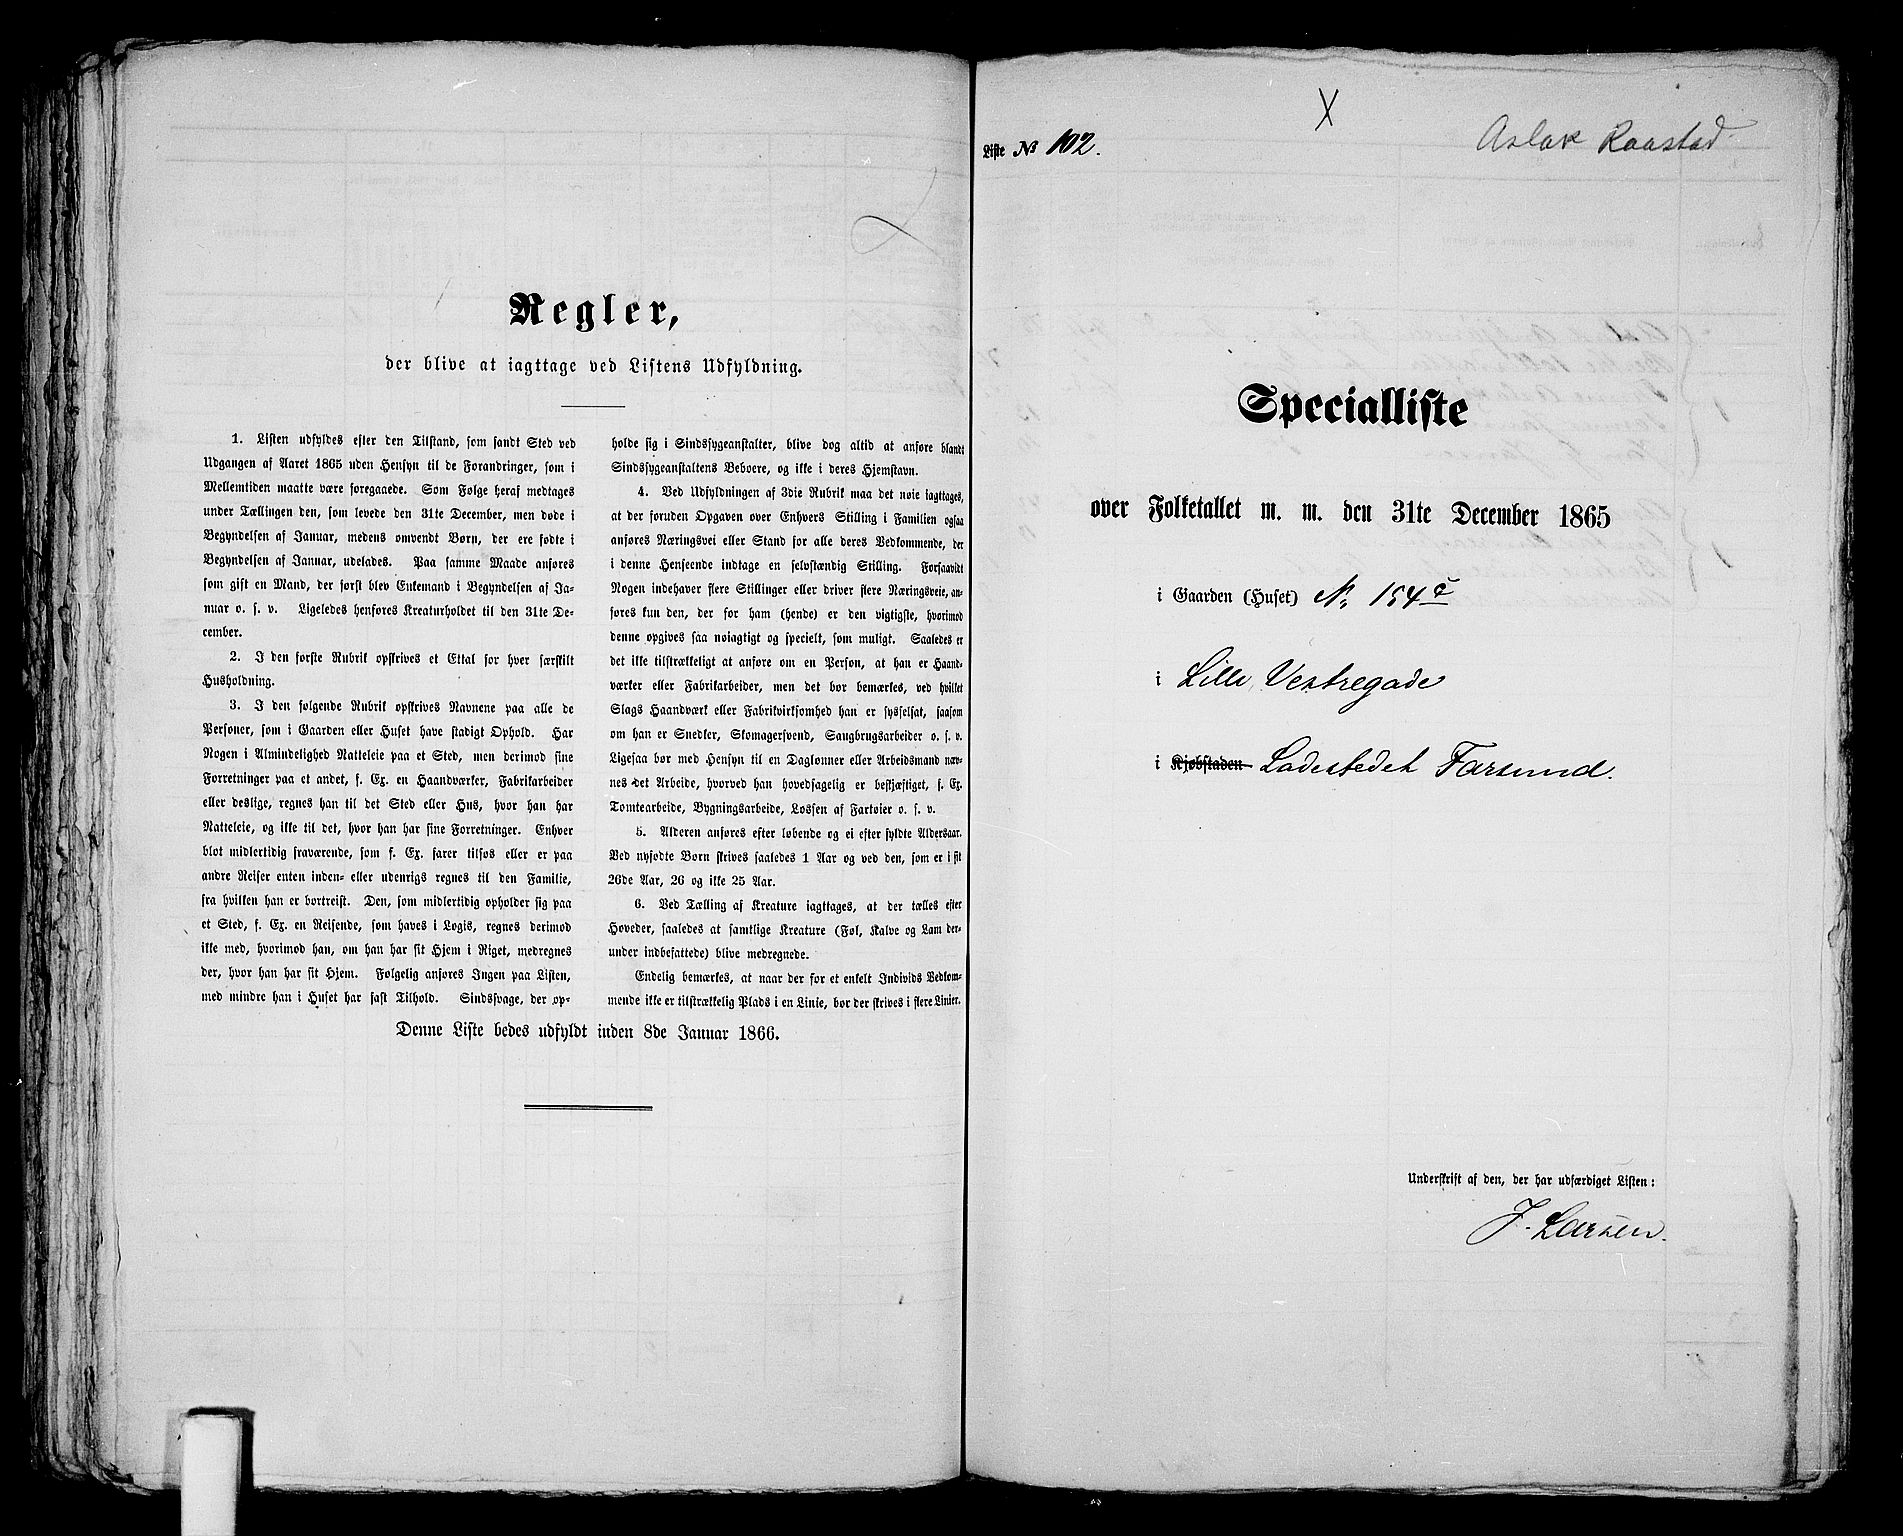 Regler,
der blive at iagttage ved Listens Udfyldning.
1. Listen udfyldes efter den Tilstand, som fandt Sted ved
Udgangen af Aaret 1865 uden Hensyn til de Forandringer, som i
Mellemtiden maatte være foregaaede. Som Følge heraf medtages
under Tællingen den, som levede den 31te December, men døde i
Begyndelsen af Januar, medens omvendt Børn, der ere fødte i
Begyndelsen af Januar, udelades. Paa samme Maade anføres
som gift en Mand, der først blev Enkemand i Begyndelsen af Ja-
nuar o. s. v. Ligeledes henføres Kreaturholdet til den 31te De-
cember.
2. I den første Rubrik opskrives et Ettal for hver særskilt
Husholdning.
3. I den følgende Rubrik opskrives Navnene paa alle de
Personer, som i Gaarden eller Huset have stadigt Ophold. Har
Nogen i Almindelighed Natteleie paa et Sted, men derimod sine
Forretninger paa et andet, f. Ex. en Haandværker, Fabrikarbeider
eller deslige, regnes han til det Sted eller Hus, hvor han har
Natteleie, og ikke til det, hvor han har sine Forretninger. Enhver
blot midlertidig fraværende, som f. Ex. farer tilsøs eller er paa
andre Reiser enten inden- eller udenrigs regnes til den Familie,
fra hvilken han er bortreist. Den, som midlertidig opholder sig paa
et Sted, f. Ex. en Reisende, som haves i Logis, regnes derimod
ikke med, hvorimod han, om han har sit Hjem i Riget, medregnes
der, hvor han har sit Hjem. Følgelig anføres Ingen paa Listen,
med mindre han i Huset har fast Tilhold. Sindssvage, der op-
holde sig i Sindssygeanstalter, blive dog altid at anføre blandt
Sindssygeanstaltens Beboere, og ikke i deres Hjemstavn.
4. Ved Udfyldningen af 3die Rubrik maa det nøie iagttages,
at der foruden Opgaven over Enhvers Stilling i Familien ogsaa
anføres Næringsvei eller Stand for alle deres Vedkommende, der
i denne Henseende indtage en selvstændig Stilling. Forsaavidt
Nogen indehaver flere Stillinger eller driver flere Næringsveie, an-
føres kun den, der for ham (hende) er den vigtigste, hvorimod
denne opgives saa nøiagtigt og specielt, som muligt. Saaledes er
det ikke tilstrækkeligt at anføre om en Person, at han er Haand-
værker eller Fabrikarbeider, men det bør bemærkes, ved hvilket
Slags Haandværk eller Fabrikvirksomhed han er sysselsat, saasom
om han er Snedker, Skomagersvend, Saugbrugsarbeider o. s. v.
Ligesaa bør med Hensyn til en Dagløнner eller Arbeidsmand næv-
nes det Arbeide, hvorved han hovedsagelig er beskjæftiget, f. Ex.
Tomtearbeide, Bygningsarbeide, Lossen af Fartøier o. s. v.
5. Alderen anføres efter løbende og ei efter fyldte Aldersaar.
Ved nyfødte Børn skrives saaledes 1 Aar og ved den, som er i sit
26de Aar, 26 og ikke 25 Aar.
6. Ved Tælling af Kreature iagttages, at der tælles efter
Hoveder, saaledes at samtlige Kreature (Føl, Kalve og Lam der-
under indbefattede) blive medregnede.
Endelig bemærkes, at naar der for et enkelt Individs Vedkom-
mende ikke er tilstrækkelig Plads i en Linie, bør der skrives i flere Linier.
Denne Liste bedes udfyldt inden 8de Januar 1866.
X
Aslak Raastad
Liste № 102.
Specialliste
over Folketallet m. m. den 31te December 1865
i Gaarden (Huset) № 154c
i Lille Vestregade
i Kjøbstaden Ladestedet Farsund.
Underskrift af den, der har udfærdiget Listen:
J. Larsen.